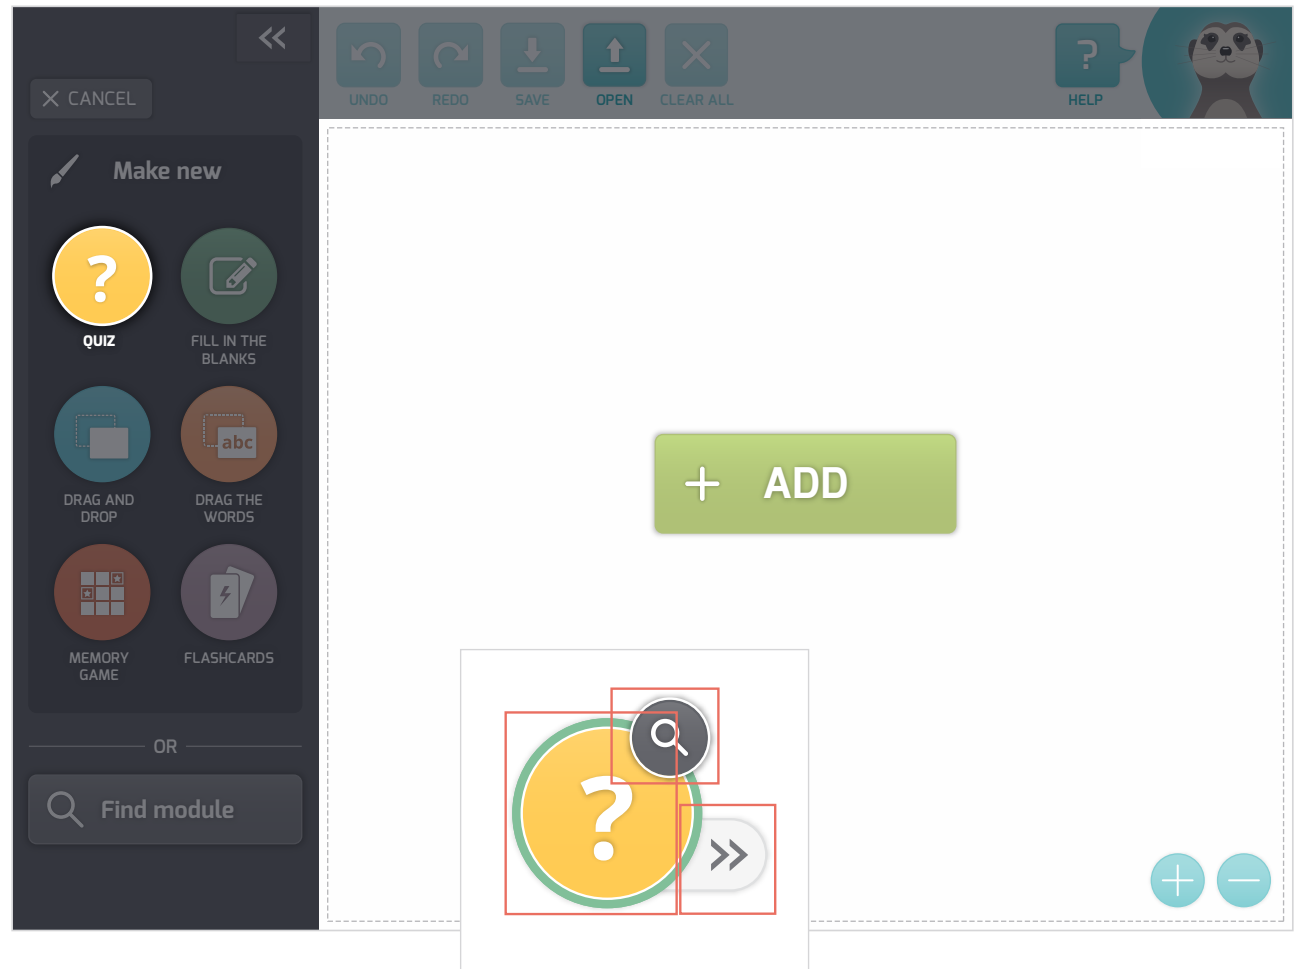 CANCEL
UNDO
REDO
SAVE
OPEN
CLEAR ALL
?
HELP
Make new
?
QUIZ
FILL IN THE
BLANKS
DRAG AND
DROP
abc
DRAG THE
WORDS
MEMORY
GAME
FLASHCARDS
OR
Find module
+ ADD
?